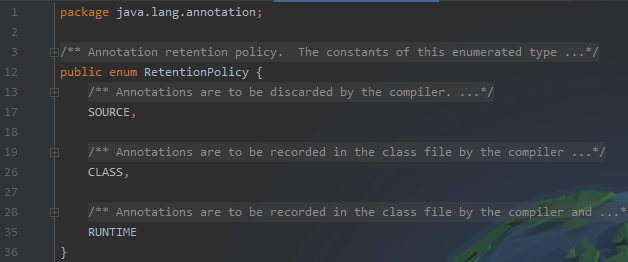 1 package java.lang.annotation;
2
3 /** Annotation retention policy.  The constants of this enumerated type ...*/
12 public enum RetentionPolicy {
13 /** Annotations are to be discarded by the compiler. ...*/
17 SOURCE,
18
19 /** Annotations are to be recorded in the class file by the compiler ...*/
26 CLASS,
27
28 /** Annotations are to be recorded in the class file by the compiler and ...*
35 RUNTIME
36 }